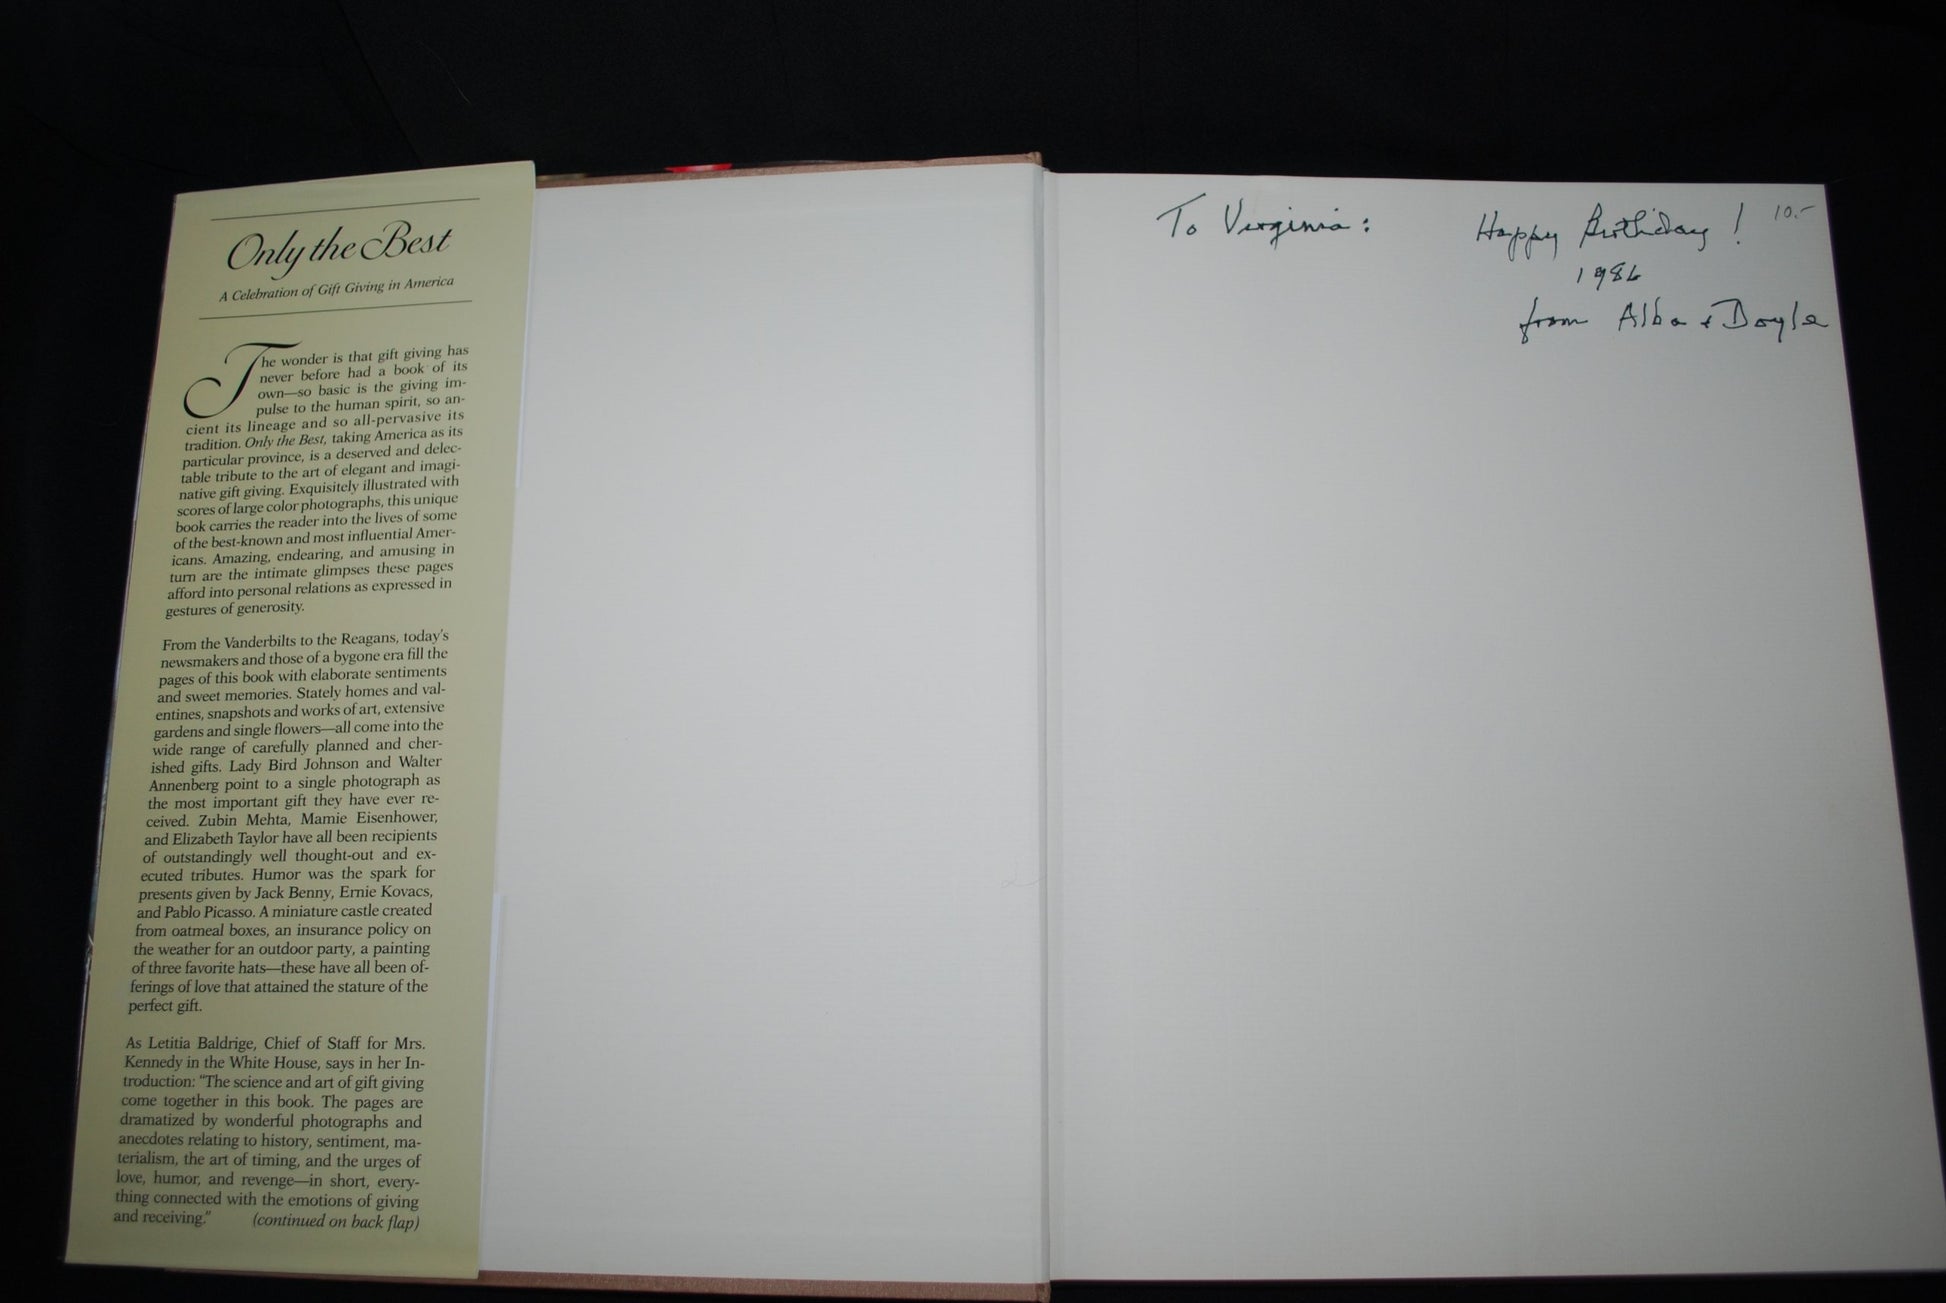 Only the Best
A Celebration of Gift Giving in America
The wonder is that gift giving has
never before had a book of its
own—so basic is the giving im-
pulse to the human spirit, so an-
cient its lineage and so all-pervasive its
tradition. Only the Best, taking America as its
particular province, is a deserved and delec-
table tribute to the art of elegant and imagi-
native gift giving. Exquisitely illustrated with
scores of large color photographs, this unique
book carries the reader into the lives of some
of the best-known and most influential Amer-
icans. Amazing, endearing, and amusing in
turn are the intimate glimpses these pages
afford into personal relations as expressed in
gestures of generosity.
From the Vanderbilts to the Reagans, today's
newsmakers and those of a bygone era fill the
pages of this book with elaborate sentiments
and sweet memories. Stately homes and val-
entines, snapshots and works of art, extensive
gardens and single flowers—all come into the
wide range of carefully planned and cher-
ished gifts. Lady Bird Johnson and Walter
Annenberg point to a single photograph as
the most important gift they have ever re-
ceived. Zubin Mehta, Mamie Eisenhower,
and Elizabeth Taylor have all been recipients
of outstandingly well thought-out and ex-
ecuted tributes. Humor was the spark for
presents given by Jack Benny, Ernie Kovacs,
and Pablo Picasso. A miniature castle created
from oatmeal boxes, an insurance policy on
the weather for an outdoor party, a painting
of three favorite hats—these have all been of-
ferings of love that attained the stature of the
perfect gift.
As Letitia Baldrige, Chief of Staff for Mrs.
Kennedy in the White House, says in her In-
troduction: "The science and art of gift giving
come together in this book. The pages are
dramatized by wonderful photographs and
anecdotes relating to history, sentiment, ma-
terialism, the art of timing, and the urges of
love, humor, and revenge—in short, every-
thing connected with the emotions of giving
and receiving." (continued on back flap)
To Virginia: Happy Birthday! 10.-
1986
from Alba + Doyle